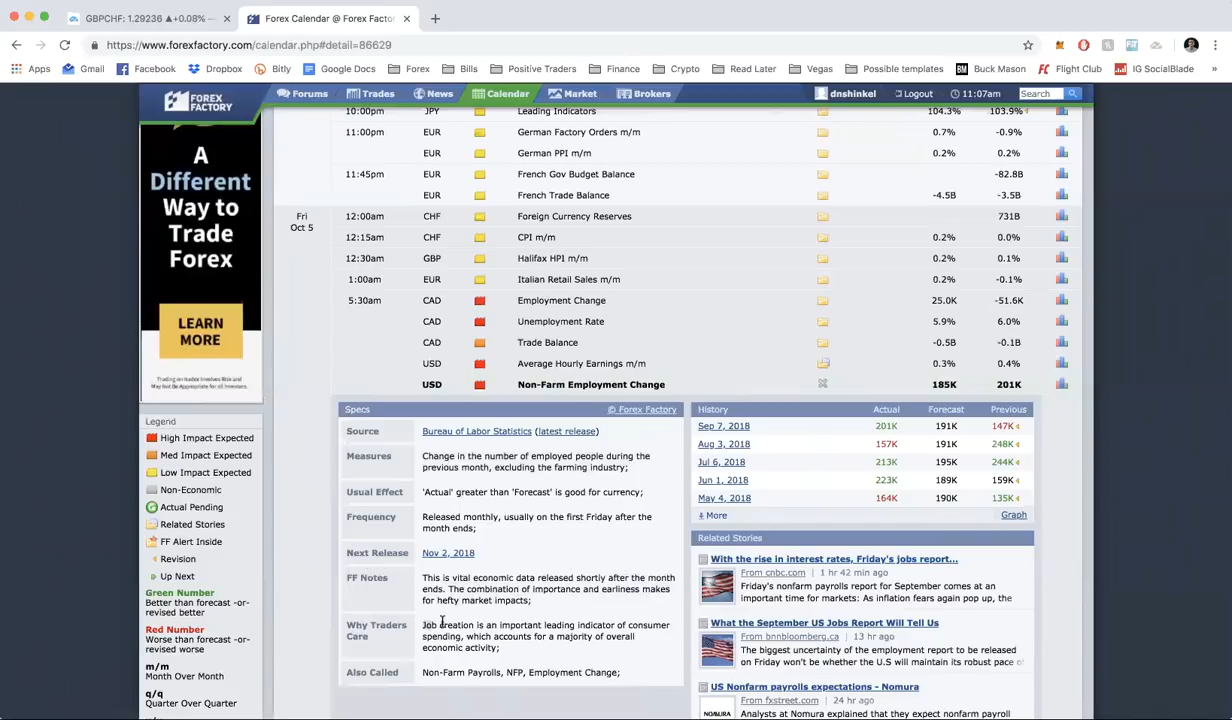 GBPCHF: 1.29236 ▲+0.08% — ×
Forex Calendar @ Forex Facto ×
https://www.forexfactory.com/calendar.php#detail=86629
Apps Gmail Facebook Dropbox Bitly Google Docs Forex Bills Positive Traders Finance Crypto Read Later Vegas Possible templates BM Buck Mason Flight Club IG SocialBlade »
FOREX FACTORY
Forums Trades News Calendar Market Brokers dnshinkel Logout 11:07am Search
A
Different
Way to
Trade
Forex
LEARN
MORE
Trading on Margin Involves Risk and
May Not be Appropriate for all Investors.
10:00pm JPY Leading Indicators 104.3% 103.9%
11:00pm EUR German Factory Orders m/m 0.7% -0.9%
EUR German PPI m/m 0.2% 0.2%
11:45pm EUR French Gov Budget Balance -82.8B
EUR French Trade Balance -4.5B -3.5B
Fri
Oct 5
12:00am CHF Foreign Currency Reserves 731B
12:15am CHF CPI m/m 0.2% 0.0%
12:30am GBP Halifax HPI m/m 0.2% 0.1%
1:00am EUR Italian Retail Sales m/m 0.2% -0.1%
5:30am CAD Employment Change 25.0K -51.6K
CAD Unemployment Rate 5.9% 6.0%
CAD Trade Balance -0.5B -0.1B
USD Average Hourly Earnings m/m 0.3% 0.4%
USD Non-Farm Employment Change 185K 201K
Legend
High Impact Expected
Med Impact Expected
Low Impact Expected
Non-Economic
Actual Pending
Related Stories
FF Alert Inside
Revision
Up Next
Green Number
Better than forecast -or-
revised better
Red Number
Worse than forecast -or-
revised worse
m/m
Month Over Month
q/q
Quarter Over Quarter
Specs © Forex Factory
Source Bureau of Labor Statistics (latest release)
Measures Change in the number of employed people during the
previous month, excluding the farming industry;
Usual Effect 'Actual' greater than 'Forecast' is good for currency;
Frequency Released monthly, usually on the first Friday after the
month ends;
Next Release Nov 2, 2018
FF Notes This is vital economic data released shortly after the month
ends. The combination of importance and earliness makes
for hefty market impacts;
Why Traders Care Job creation is an important leading indicator of consumer
spending, which accounts for a majority of overall
economic activity;
Also Called Non-Farm Payrolls, NFP, Employment Change;
History Actual Forecast Previous
Sep 7, 2018 201K 191K 147K
Aug 3, 2018 157K 191K 248K
Jul 6, 2018 213K 195K 244K
Jun 1, 2018 223K 189K 159K
May 4, 2018 164K 190K 135K
More Graph
Related Stories
With the rise in interest rates, Friday's jobs report...
From cnbc.com | 1 hr 42 min ago
Friday's nonfarm payrolls report for September comes at an
important time for markets: As inflation fears again pop up, the
What the September US Jobs Report Will Tell Us
From bnnbloomberg.ca | 13 hr ago
The biggest uncertainty of the employment report to be released
on Friday won't be whether the U.S will maintain its robust pace o
US Nonfarm payrolls expectations - Nomura
From fxstreet.com | 24 hr ago
NOMURA
Analysts at Nomura explained that they expect nonfarm payroll